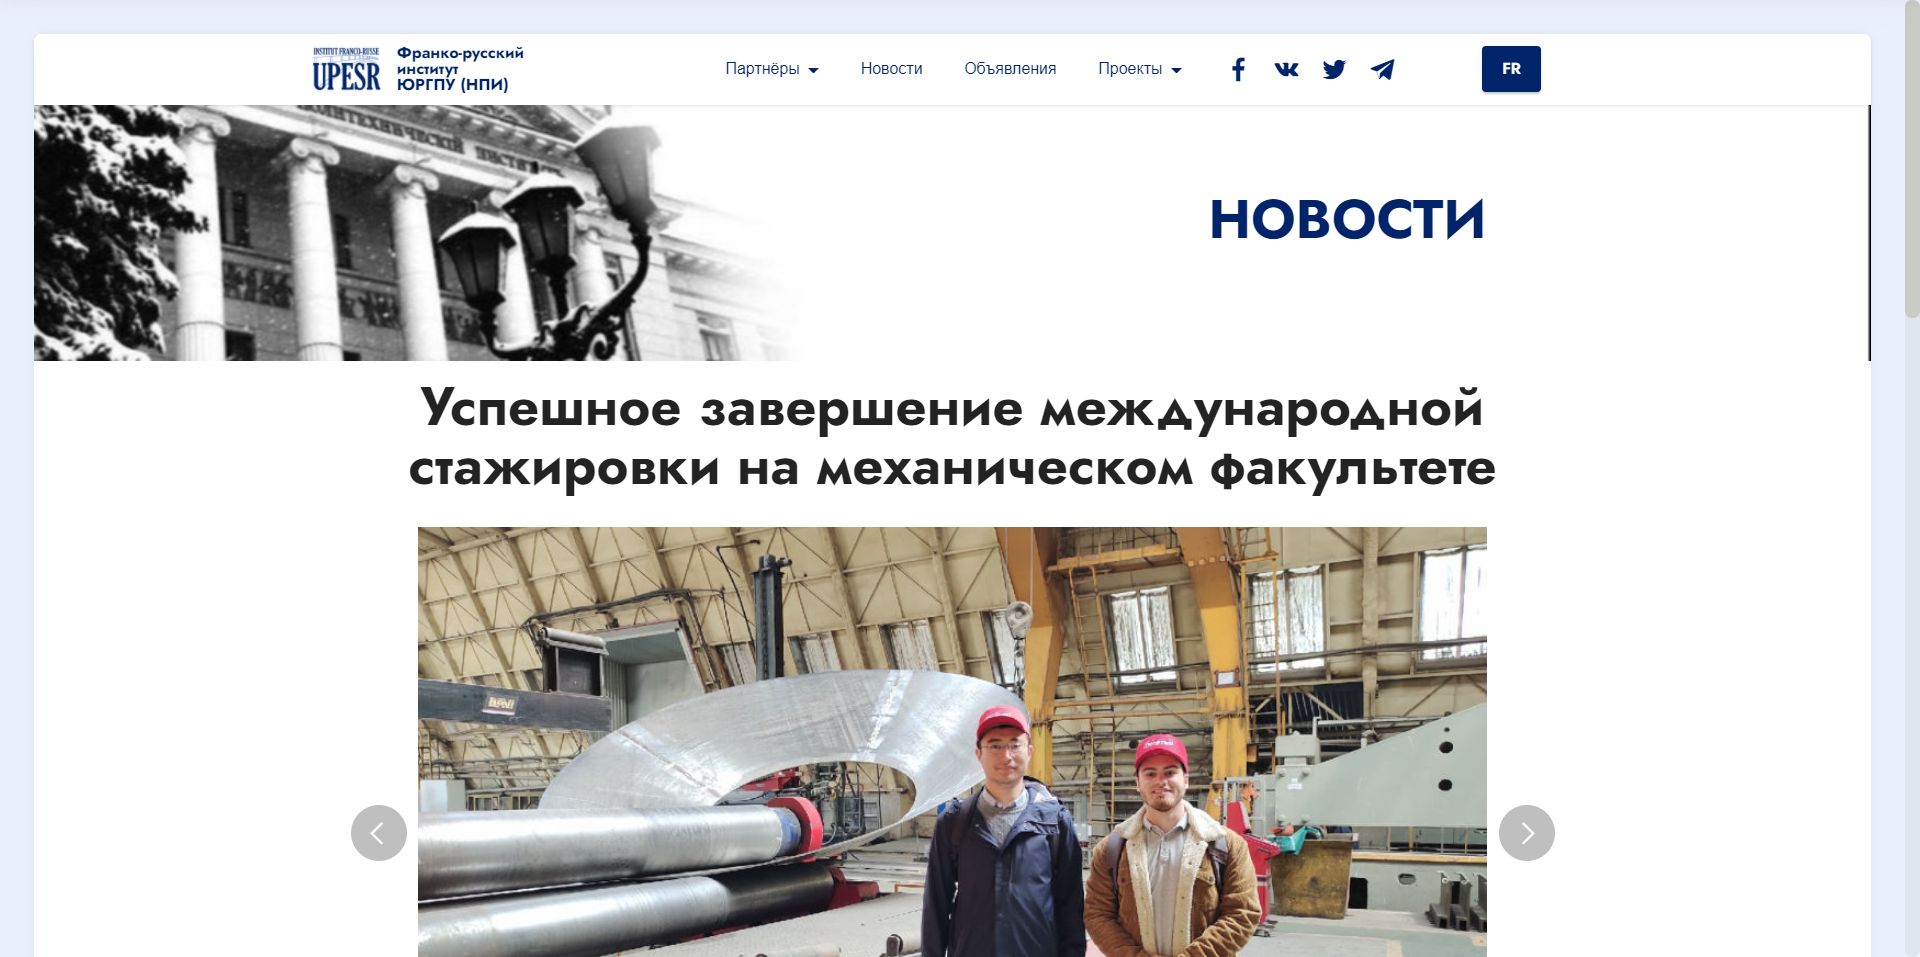 INSTITUT FRANCO-RUSSE
UPESR
Франко-русский
институт
ЮРГПУ (НПИ)
Партнёры
Новости
Объявления
Проекты
FR
НОВОСТИ
Успешное завершение международной
стажировки на механическом факультете